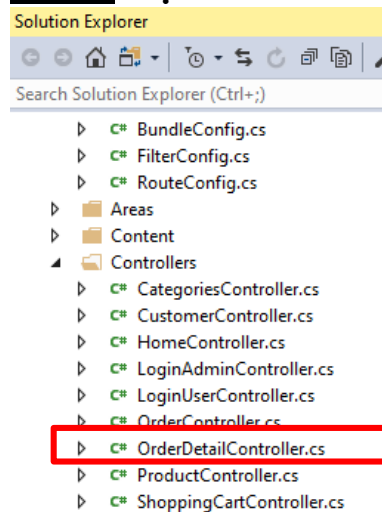 Solution Explorer
Search Solution Explorer (Ctrl+;)
C# BundleConfig.cs
C# FilterConfig.cs
C# RouteConfig.cs
Areas
Content
Controllers
C# CategoriesController.cs
C# CustomerController.cs
C# HomeController.cs
C# LoginAdminController.cs
C# LoginUserController.cs
C# OrderController.cs
C# OrderDetailController.cs
C# ProductController.cs
C# ShoppingCartController.cs